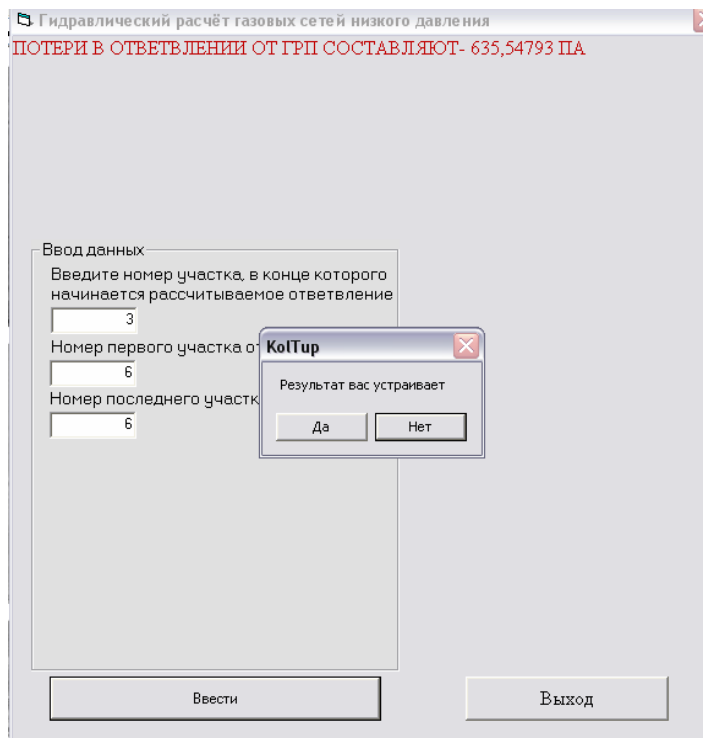 Гидравлический расчёт газовых сетей низкого давления
ПОТЕРИ В ОТВЕТВЛЕНИИ ОТ ГРП СОСТАВЛЯЮТ- 635,54793 ПА
Ввод данных
Введите номер участка, в конце которого
начинается рассчитываемое ответвление
3
Номер первого участка
6
Номер последнего
6
KolTup
Результат вас устраивает
Да
Нет
Ввести
Выход